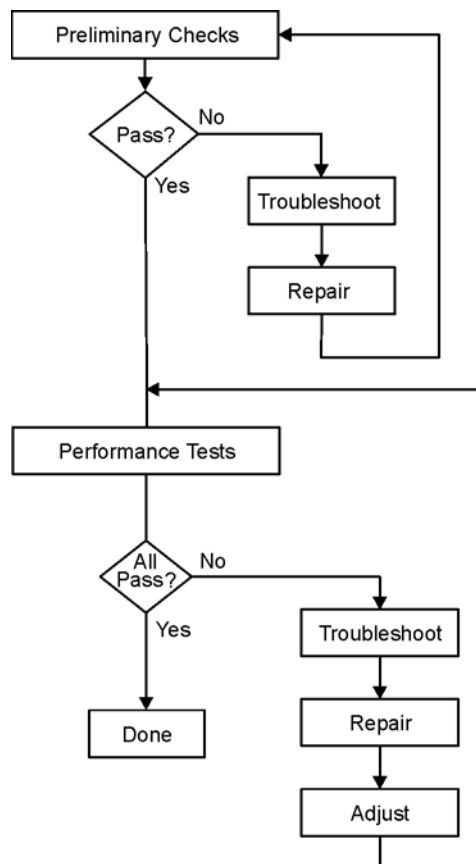 Preliminary Checks
Pass?
No
Yes
Troubleshoot
Repair
Performance Tests
All
Pass?
No
Yes
Troubleshoot
Done
Repair
Adjust